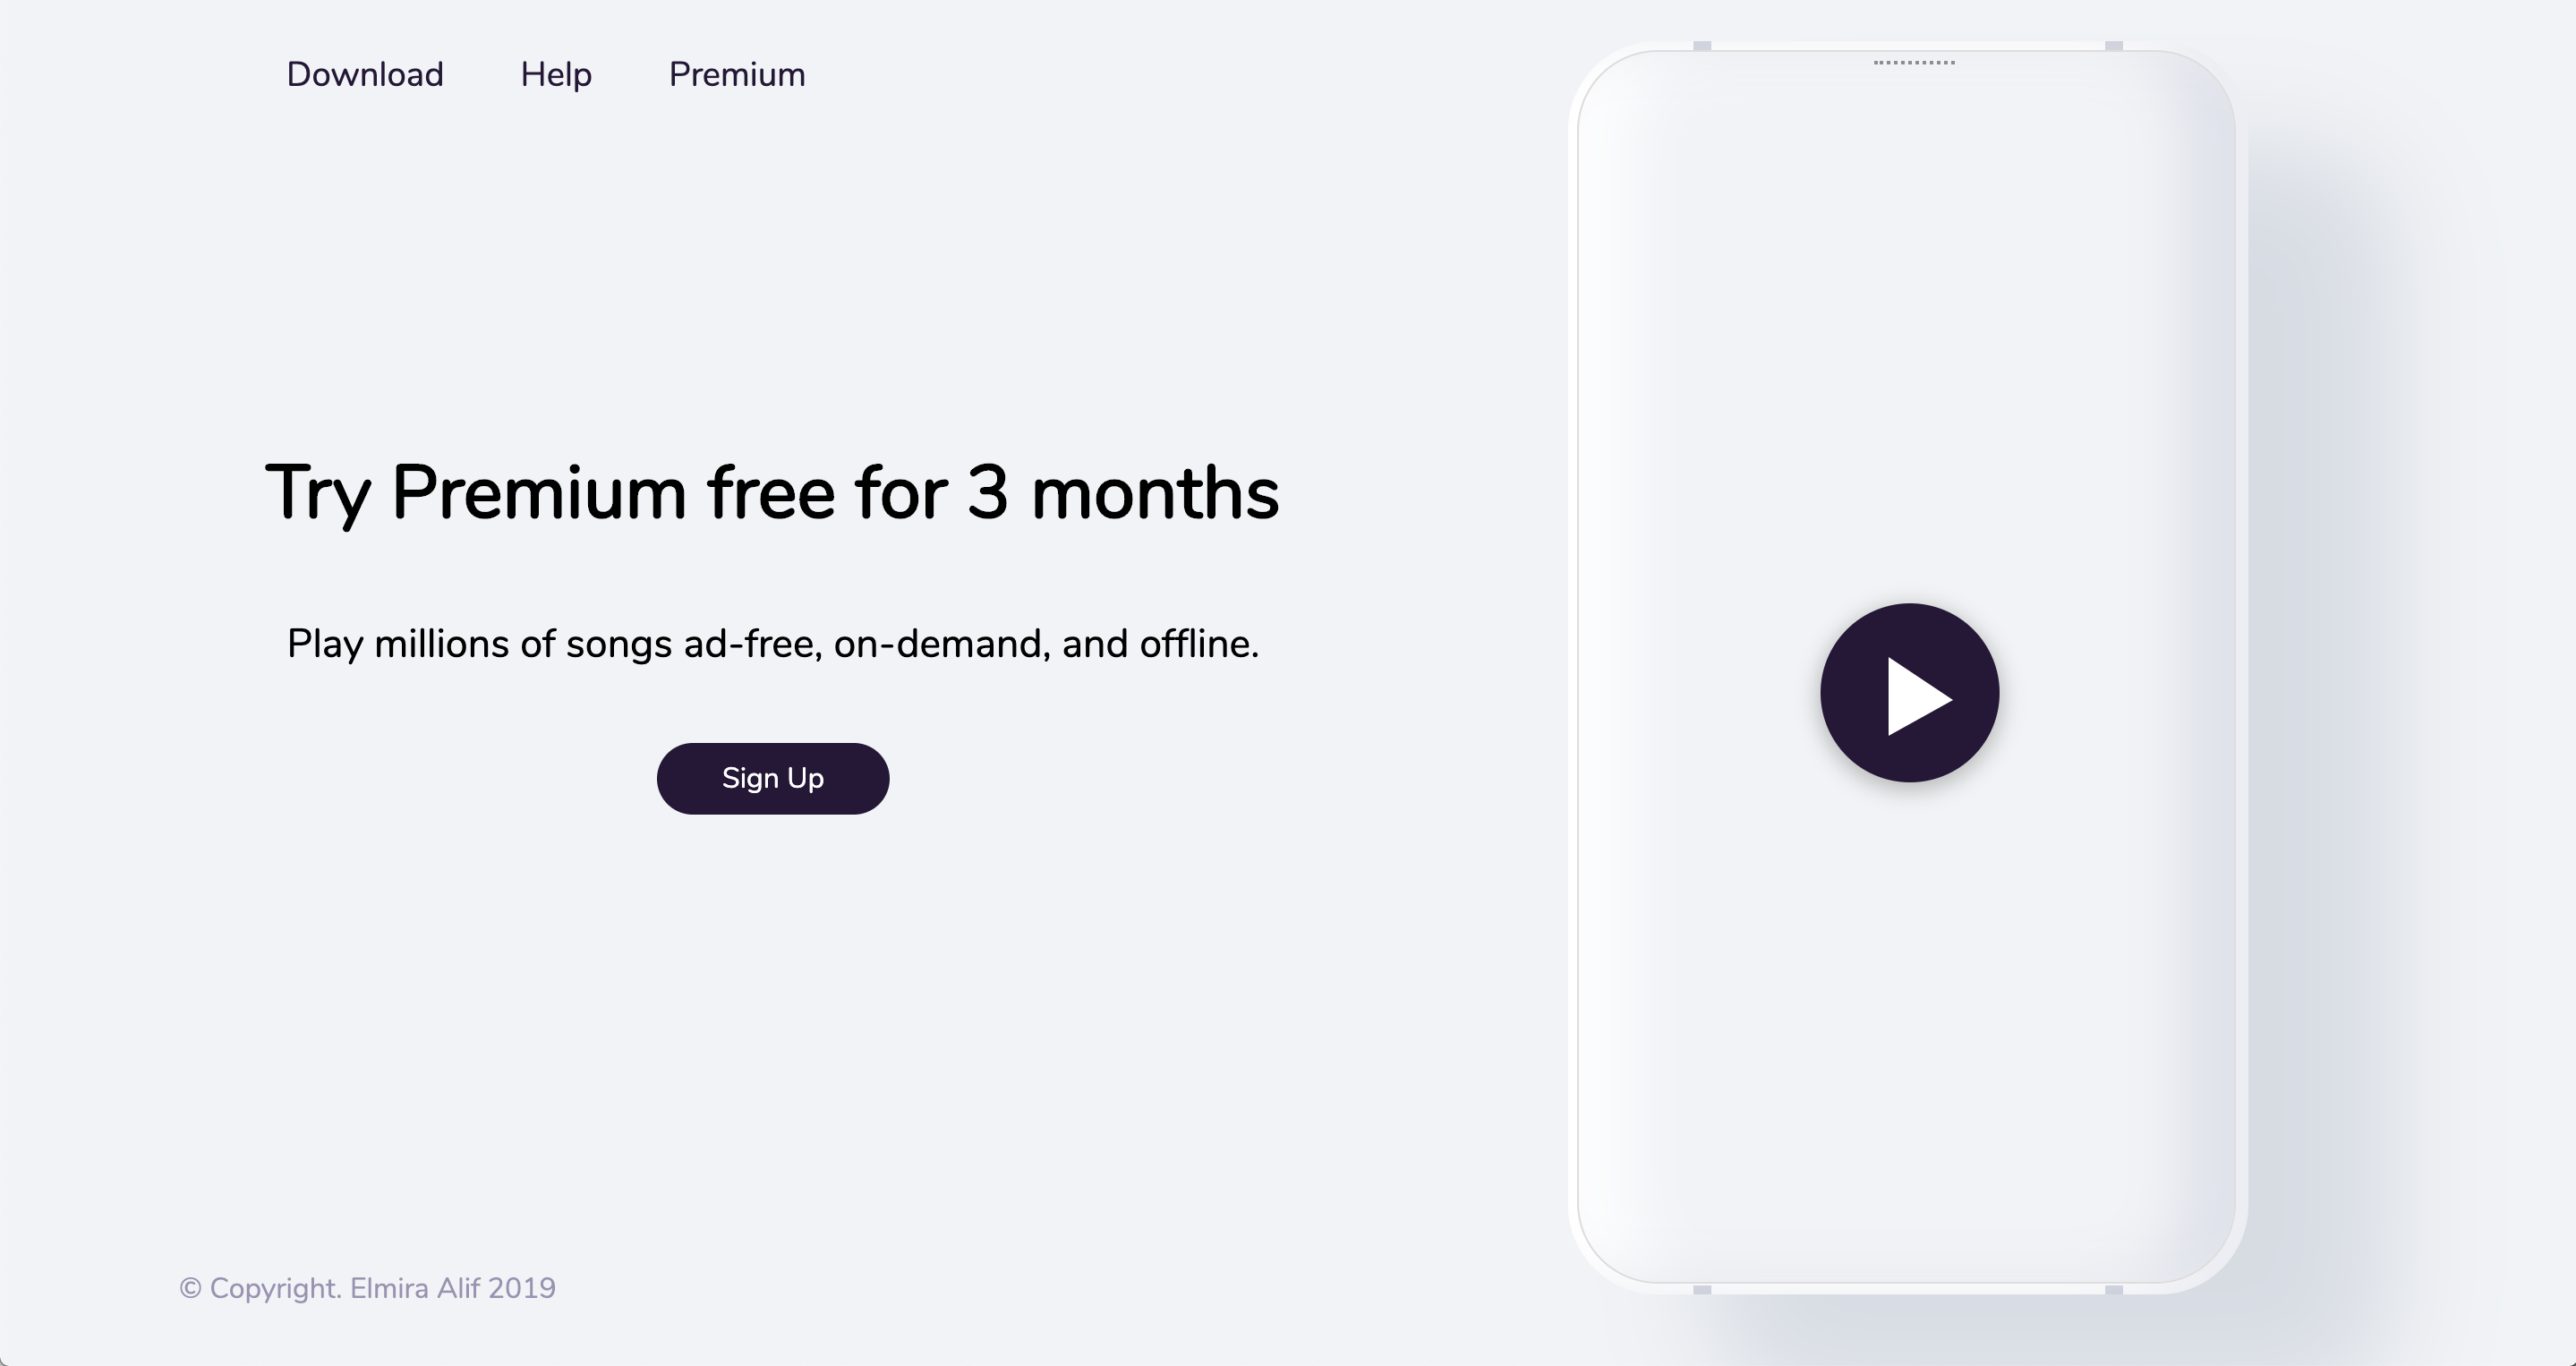 Download Help Premium
Try Premium free for 3 months
Play millions of songs ad-free, on-demand, and offline.
Sign Up
© Copyright. Elmira Alif 2019